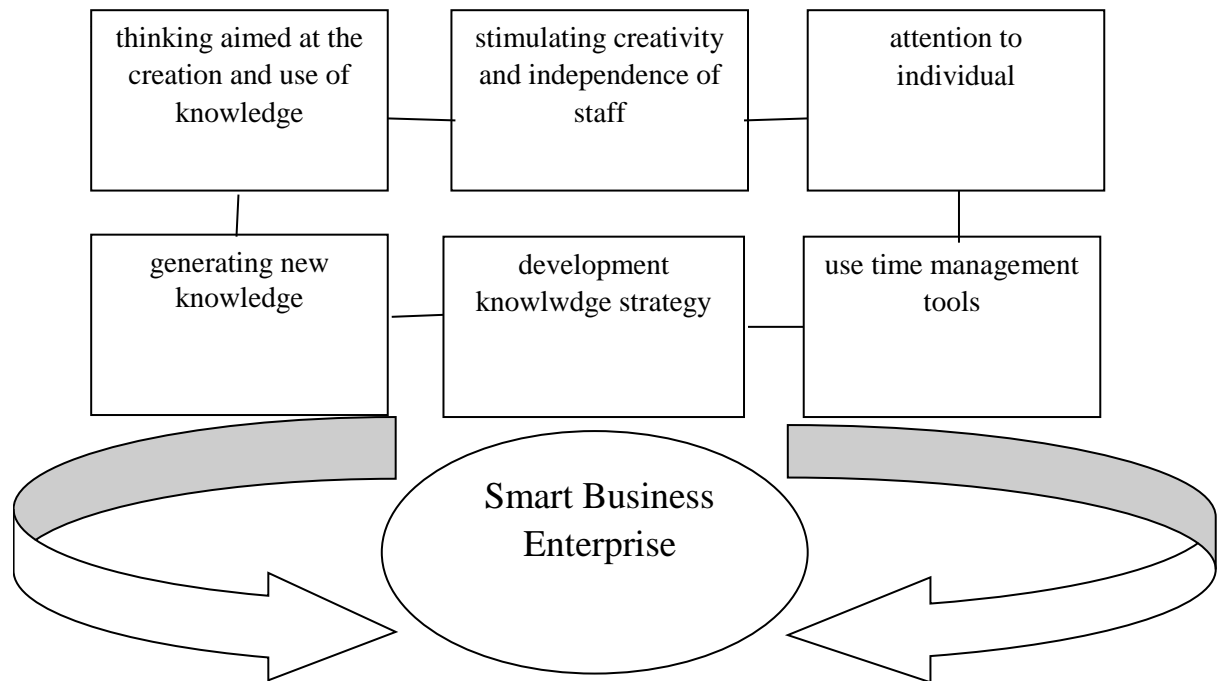 thinking aimed at the
creation and use of
knowledge
stimulating creativity
and independence of
staff
attention to
individual
generating new
knowledge
development
knowlwdge strategy
use time management
tools
Smart Business
Enterprise